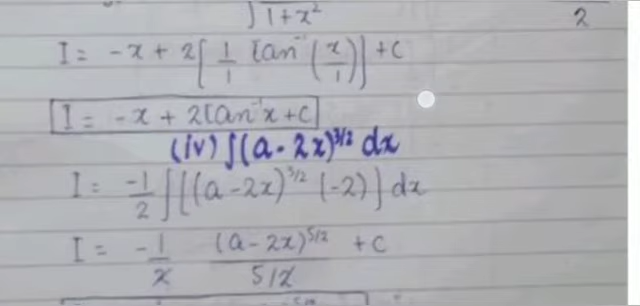 ∫ 1 + x² 2
I = -x + 2[1/1 Tan⁻¹(x/1)] + C
I = -x + 2Tan⁻¹x + C
(iv) ∫(a - 2x)^3/2 dx
I = -1/2 ∫[(a - 2x)^3/2 (-2)] dx
I = -1/2 (a - 2x)^5/2 / 5/2 + C